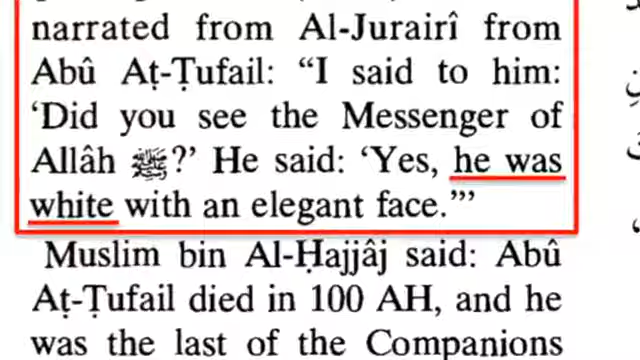 narrated from Al-Jurairî from
Abû Aṭ-Ṭufail: "I said to him:
'Did you see the Messenger of
Allâh ﷺ?' He said: 'Yes, he was
white with an elegant face.'"
Muslim bin Al-Ḥajjâj said: Abû
Aṭ-Ṭufail died in 100 AH, and he
was the last of the Companions